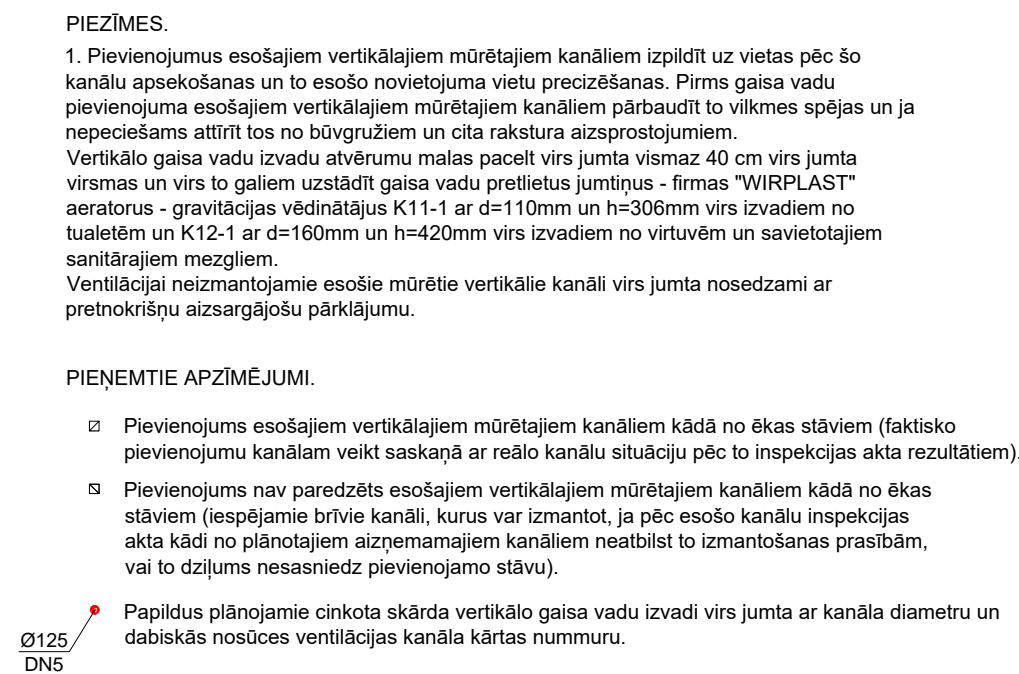 PIEZĪMES.
1. Pievienojumus esošajiem vertikālajiem mūrētajiem kanāliem izpildīt uz vietas pēc šo
kanālu apsekošanas un to esošo novietojuma vietu precizēšanas. Pirms gaisa vadu
pievienojuma esošajiem vertikālajiem mūrētajiem kanāliem pārbaudīt to vilkmes spējas un ja
nepeciešams attīrīt tos no būvgružiem un cita rakstura aizsprostojumiem.
Vertikālo gaisa vadu izvadu atvērumu malas pacelt virs jumta vismaz 40 cm virs jumta
virsmas un virs to galiem uzstādīt gaisa vadu pretlietus jumtiņus - firmas "WIRPLAST"
aeratorus - gravitācijas vēdinātājus K11-1 ar d=110mm un h=306mm virs izvadiem no
tualetēm un K12-1 ar d=160mm un h=420mm virs izvadiem no virtuvēm un savietotajiem
sanitārajiem mezgliem.
Ventilācijai neizmantojamie esošie mūrētie vertikālie kanāli virs jumta nosedzami ar
pretnokrišņu aizsargājošu pārklājumu.
PIEŅEMTIE APZĪMĒJUMI.
Pievienojums esošajiem vertikālajiem mūrētajiem kanāliem kādā no ēkas stāviem (faktisko
pievienojumu kanālam veikt saskaņā ar reālo kanālu situāciju pēc to inspekcijas akta rezultātiem).
Pievienojums nav paredzēts esošajiem vertikālajiem mūrētajiem kanāliem kādā no ēkas
stāviem (iespējamie brīvie kanāli, kurus var izmantot, ja pēc esošo kanālu inspekcijas
akta kādi no plānotajiem aizņemamajiem kanāliem neatbilst to izmantošanas prasībām,
vai to dziļums nesasniedz pievienojamo stāvu).
Papildus plānojamie cinkota skārda vertikālo gaisa vadu izvadi virs jumta ar kanāla diametru un
dabiskās nosūces ventilācijas kanāla kārtas nummuru.
Ø125
DN5